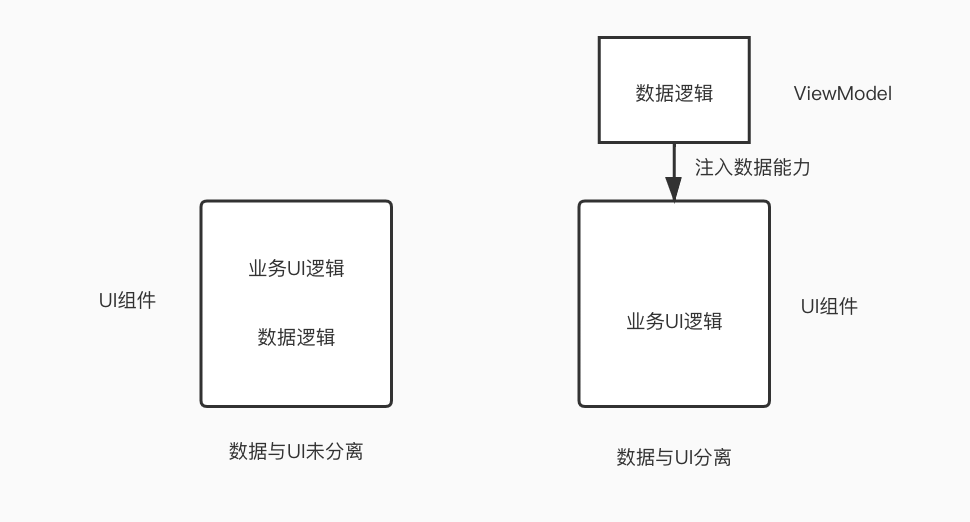 UI组件
业务UI逻辑
数据逻辑
数据与UI未分离
数据逻辑
ViewModel
注入数据能力
业务UI逻辑
UI组件
数据与UI分离